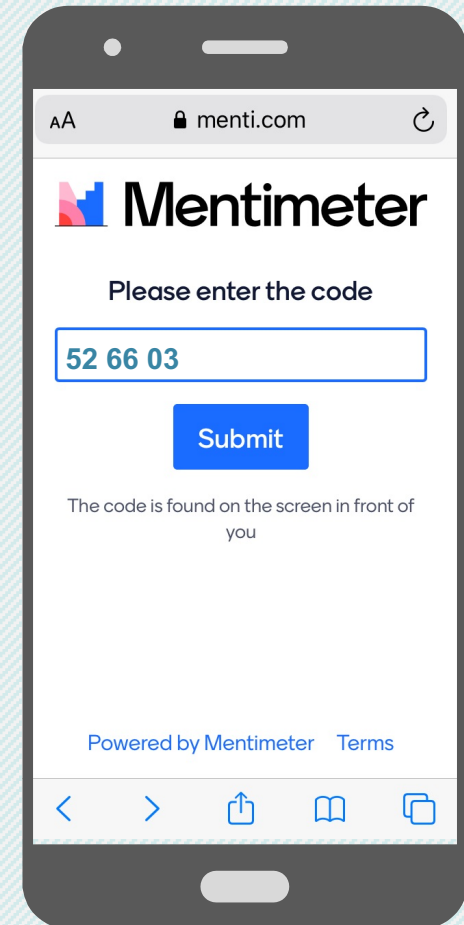 AA menti.com
Mentimeter
Please enter the code
52 66 03
Submit
The code is found on the screen in front of
you
Powered by Mentimeter Terms